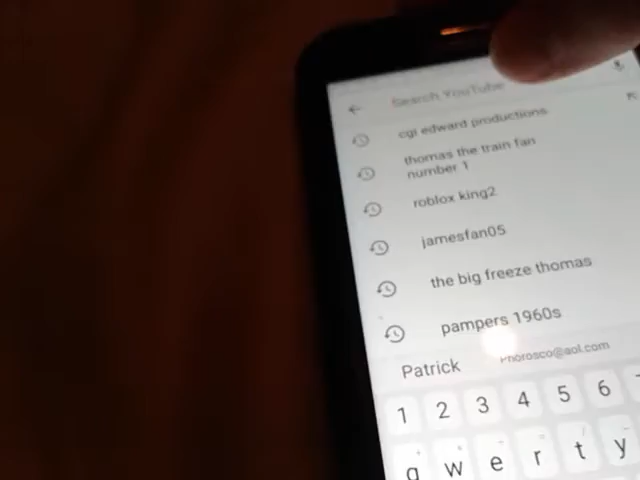 Search YouTube
cgi edward productions
thomas the train fan
number 1
roblox king2
jamesfan05
the big freeze thomas
pampers 1960s
Patrick
1 2 3 4 5 6
q w e r t y